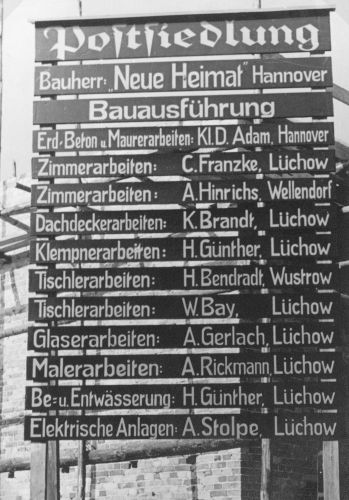 Poſtſiedlung
Bauherr: „Neue Heimat" Hannover
Bauausführung
Erd-Beton u. Maurerarbeiten: Kl. D. Adam, Hannover
Zimmerarbeiten: C. Franzke, Lüchow
Zimmerarbeiten: A. Hinrichs, Wellendorf
Dachdeckerarbeiten: K. Brandt, Lüchow
Klempnerarbeiten: H. Günther, Lüchow
Tischlerarbeiten: H. Bendradt, Wustrow
Tischlerarbeiten: W. Bay, Lüchow
Glaserarbeiten: A. Gerlach, Lüchow
Malerarbeiten: A. Rickmann, Lüchow
Be- u. Entwässerung: H. Günther, Lüchow
Elektrische Anlagen: A. Stolpe, Lüchow